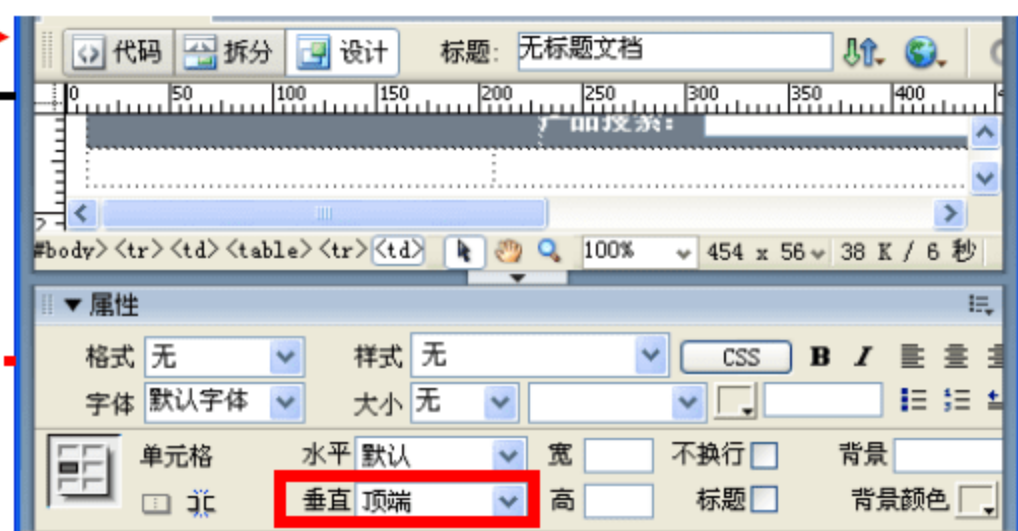 代码 拆分 设计 标题: 无标题文档
0 50 100 150 200 250 300 350 400
产品搜索:
#body> <tr> <td> <table> <tr> <td> 100% 454 x 56 38 K / 6 秒
▼ 属性
格式 无 样式 无 CSS B I
字体 默认字体 大小 无
单元格 水平 默认 宽 不换行 背景
垂直 顶端 高 标题 背景颜色